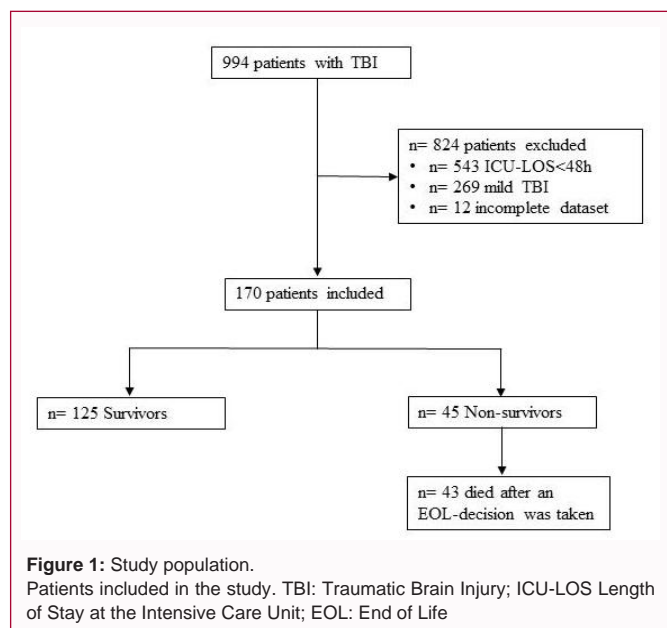 994 patients with TBI
n= 824 patients excluded
• n= 543 ICU-LOS<48h
• n= 269 mild TBI
• n= 12 incomplete dataset
170 patients included
n= 125 Survivors
n= 45 Non-survivors
n= 43 died after an
EOL-decision was taken
Figure 1: Study population.
Patients included in the study. TBI: Traumatic Brain Injury; ICU-LOS Length
of Stay at the Intensive Care Unit; EOL: End of Life